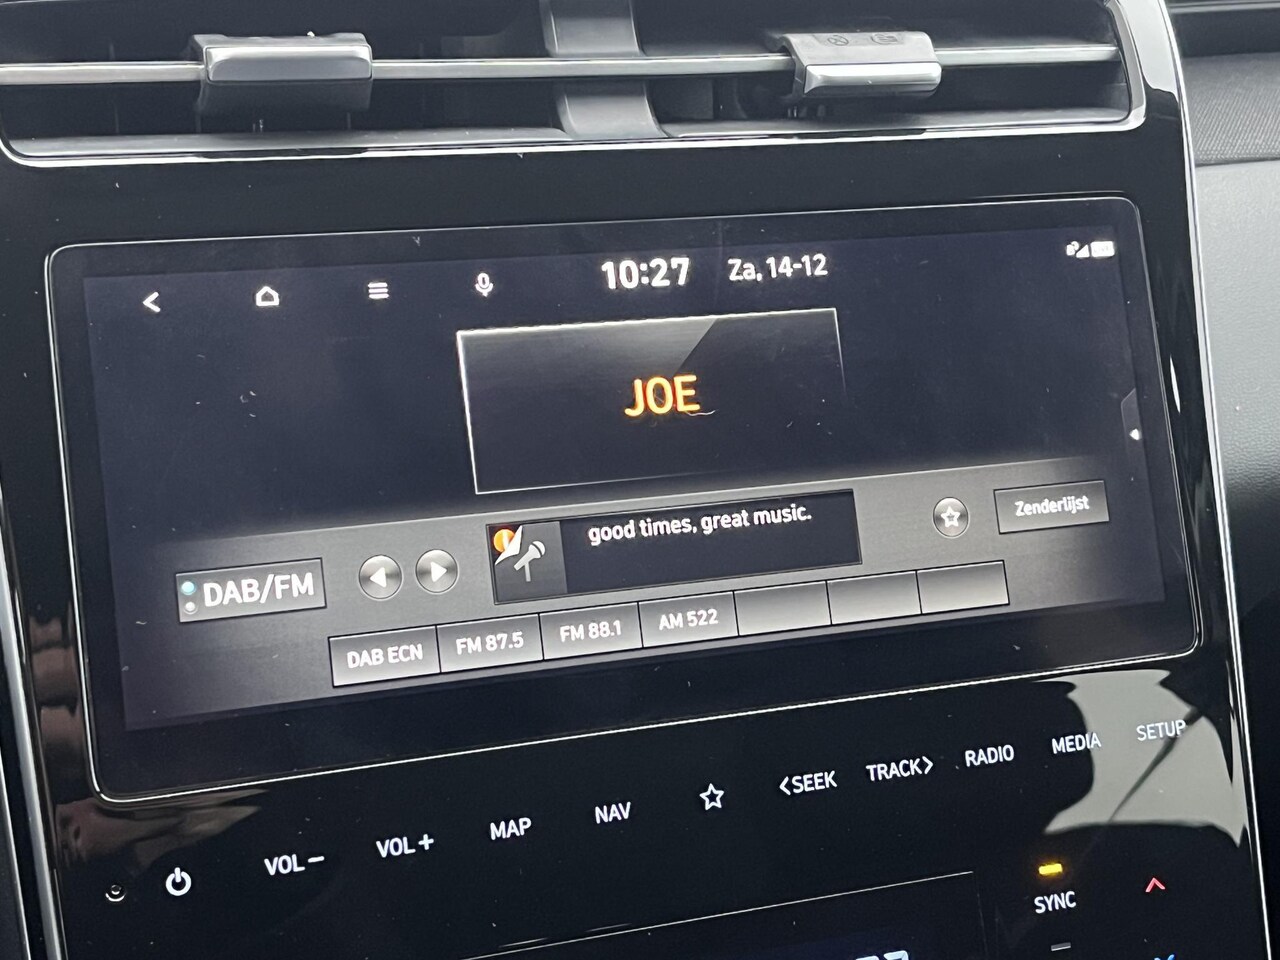 10:27 Za, 14-12
JOE
good times, great music.
Zenderlijst
DAB/FM
DAB ECN FM 87.5 FM 88.1 AM 522
VOL− VOL+ MAP NAV <SEEK TRACK> RADIO MEDIA SETUP
SYNC